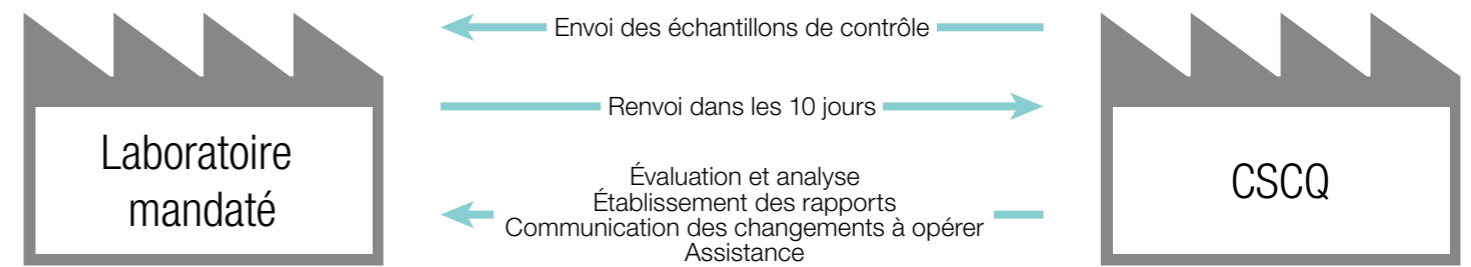 Envoi des échantillons de contrôle
Renvoi dans les 10 jours
Laboratoire
mandaté
Évaluation et analyse
Établissement des rapports
Communication des changements à opérer
Assistance
CSCQ